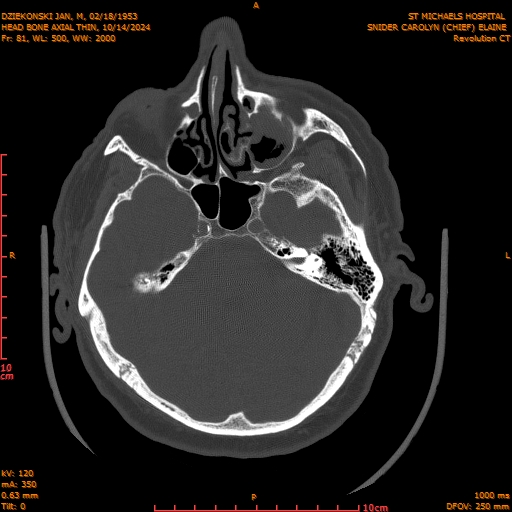 DZIEKONSKI JAN, M, 02/18/1953
HEAD BONE AXIAL THIN, 10/14/2024
Fr: 81, WL: 500, WW: 2000
A
ST MICHAELS HOSPITAL
SNIDER CAROLYN (CHIEF) ELAINE
Revolution CT
R
L
10
cm
kV: 120
mA: 350
0.63 mm
Tilt: 0
P
10cm
1000 ms
DFOV: 250 mm